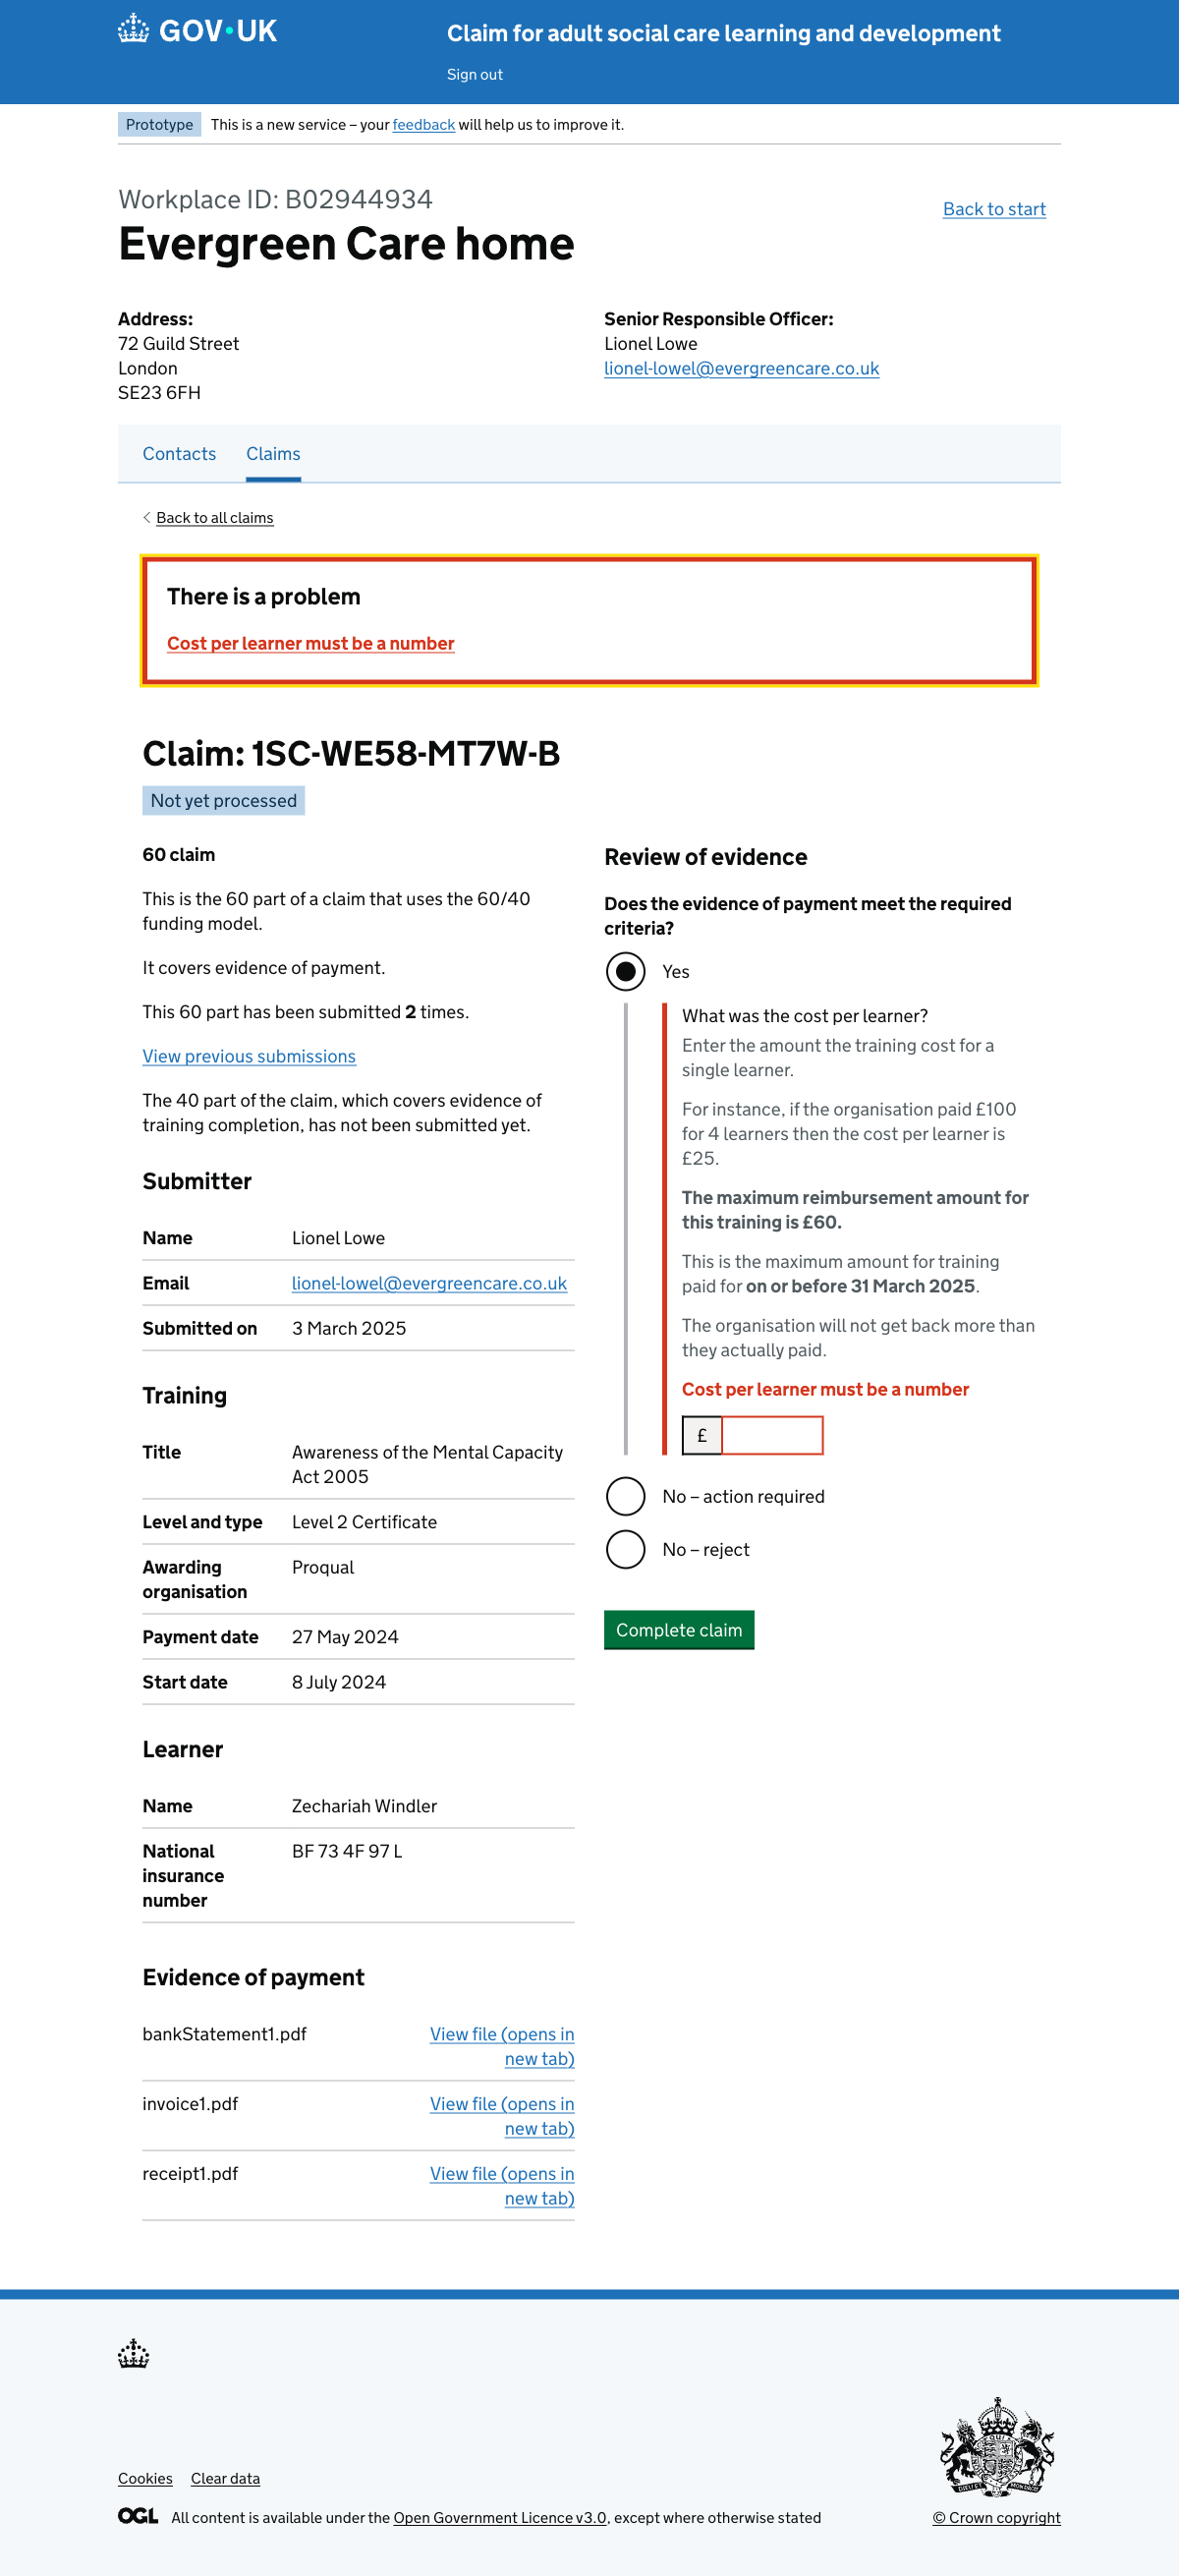 GOV·UK
Claim for adult social care learning and development
Sign out
Prototype This is a new service – your feedback will help us to improve it.
Workplace ID: B02944934
Back to start
Evergreen Care home
Address:
72 Guild Street
London
SE23 6FH
Senior Responsible Officer:
Lionel Lowe
lionel-lowel@evergreencare.co.uk
Contacts Claims
Back to all claims
There is a problem
Cost per learner must be a number
Claim: 1SC-WE58-MT7W-B
Not yet processed
60 claim
This is the 60 part of a claim that uses the 60/40
funding model.
It covers evidence of payment.
This 60 part has been submitted 2 times.
View previous submissions
The 40 part of the claim, which covers evidence of
training completion, has not been submitted yet.
Submitter
Name Lionel Lowe
Email lionel-lowel@evergreencare.co.uk
Submitted on 3 March 2025
Training
Title Awareness of the Mental Capacity
Act 2005
Level and type Level 2 Certificate
Awarding Proqual
organisation
Payment date 27 May 2024
Start date 8 July 2024
Learner
Name Zechariah Windler
National BF 73 4F 97 L
insurance
number
Evidence of payment
bankStatement1.pdf View file (opens in
new tab)
invoice1.pdf View file (opens in
new tab)
receipt1.pdf View file (opens in
new tab)
Review of evidence
Does the evidence of payment meet the required
criteria?
Yes
What was the cost per learner?
Enter the amount the training cost for a
single learner.
For instance, if the organisation paid £100
for 4 learners then the cost per learner is
£25.
The maximum reimbursement amount for
this training is £60.
This is the maximum amount for training
paid for on or before 31 March 2025.
The organisation will not get back more than
they actually paid.
Cost per learner must be a number
£
No – action required
No – reject
Complete claim
Cookies Clear data
OGL All content is available under the Open Government Licence v3.0, except where otherwise stated
© Crown copyright